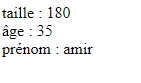 taille : 180
âge : 35
prénom : amir